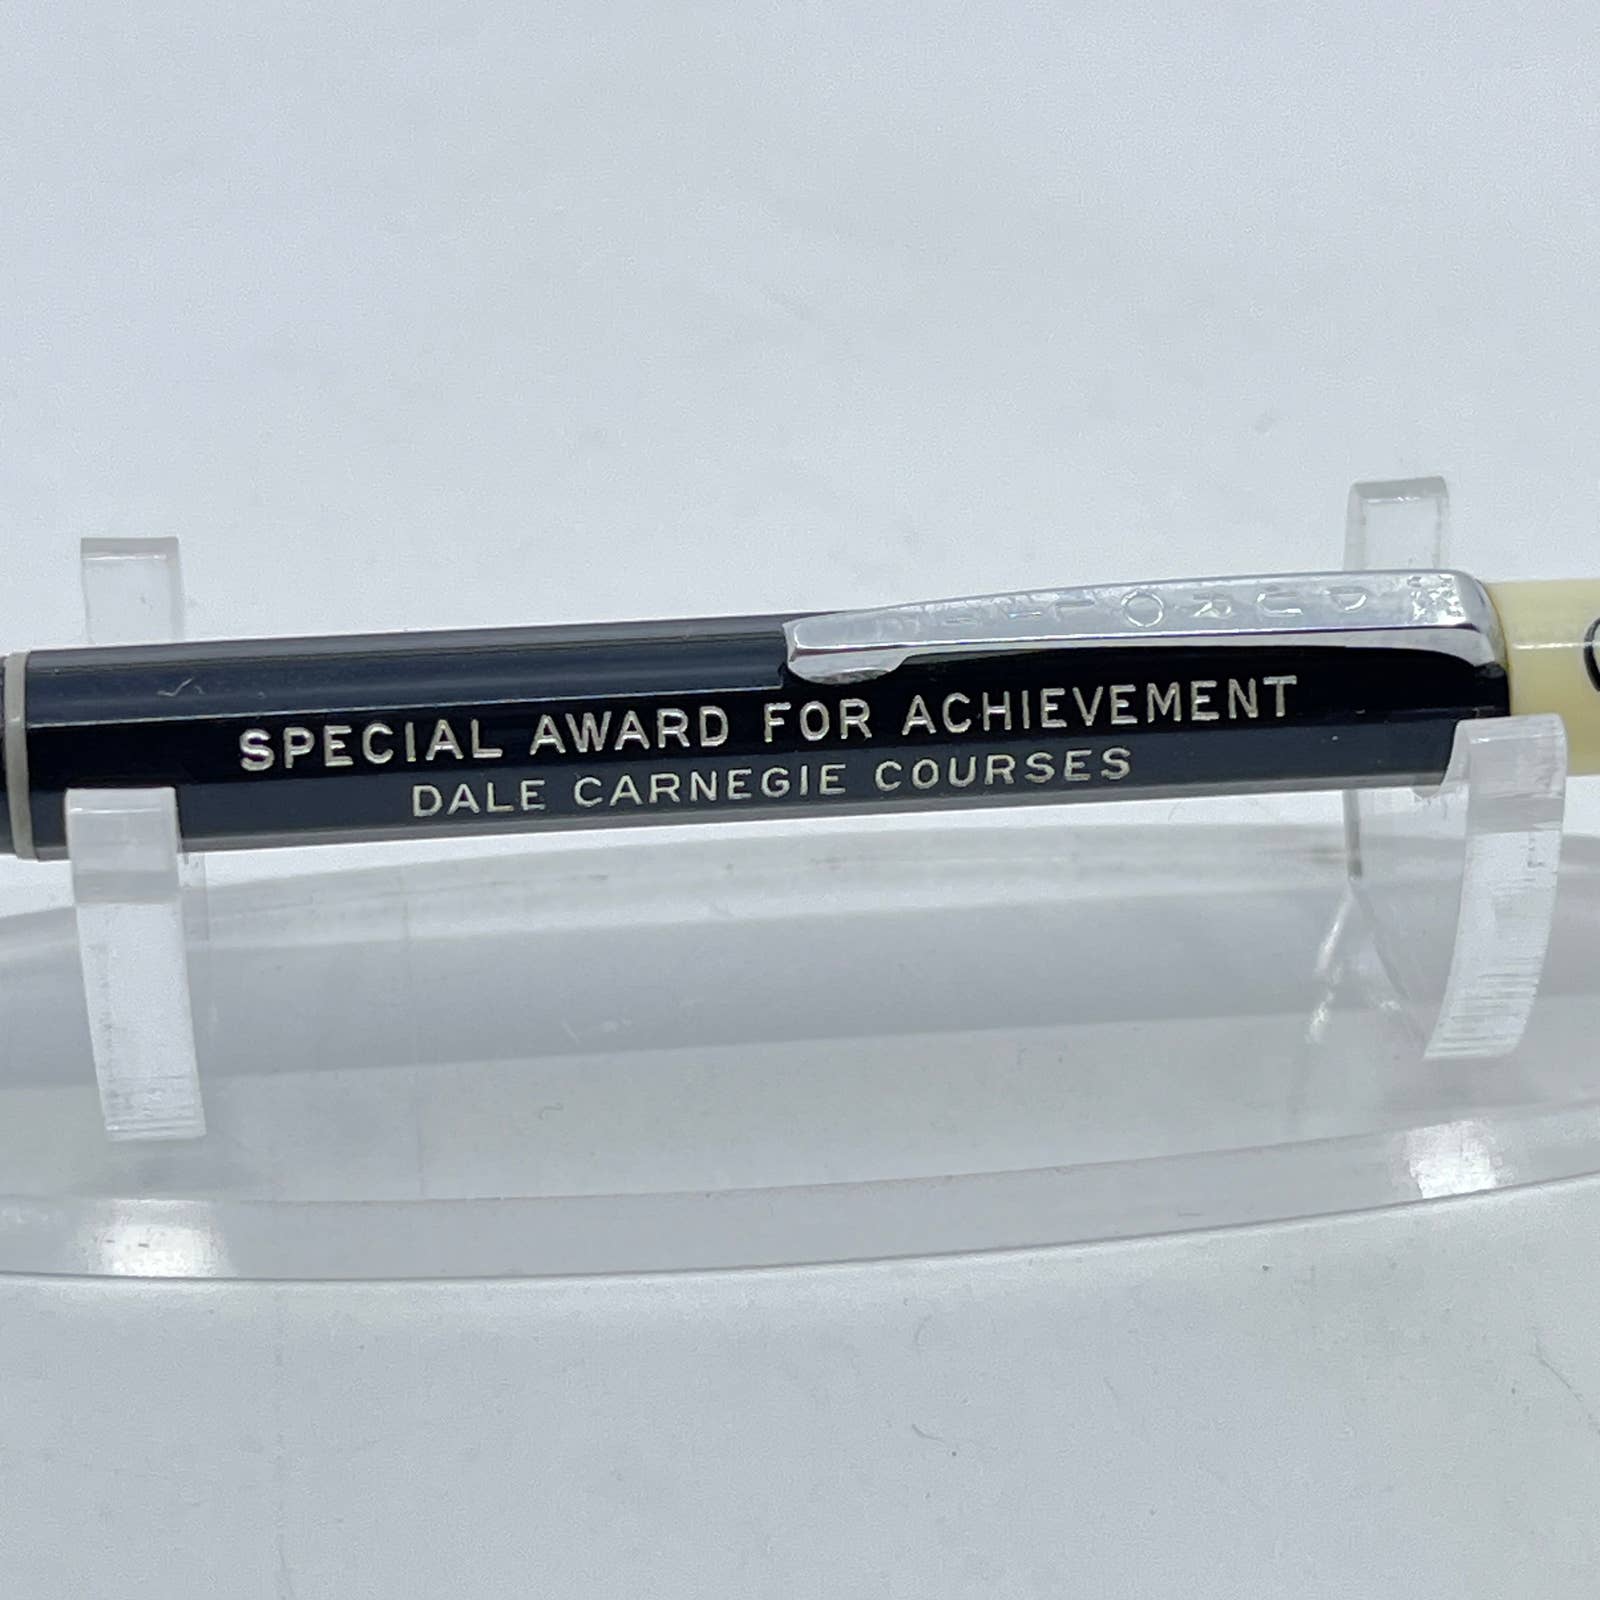 SPECIAL AWARD FOR ACHIEVEMENT
DALE CARNEGIE COURSES